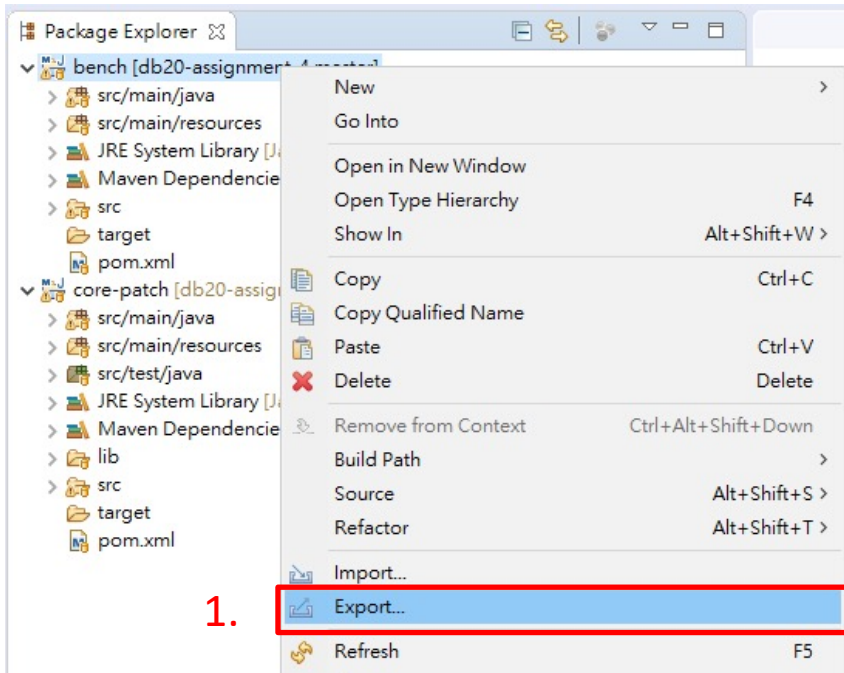 Package Explorer
bench [db20-assignment-4 master]
src/main/java
src/main/resources
JRE System Library [Ja
Maven Dependencie
src
target
pom.xml
core-patch [db20-assig
src/main/java
src/main/resources
src/test/java
JRE System Library [Ja
Maven Dependencie
lib
src
target
pom.xml
New
Go Into
Open in New Window
Open Type Hierarchy F4
Show In Alt+Shift+W >
Copy Ctrl+C
Copy Qualified Name
Paste Ctrl+V
Delete Delete
Remove from Context Ctrl+Alt+Shift+Down
Build Path
Source Alt+Shift+S >
Refactor Alt+Shift+T >
Import...
1. Export...
Refresh F5